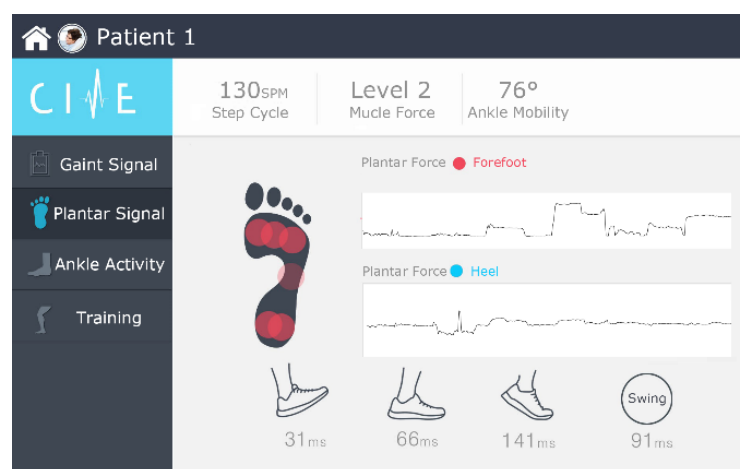 Patient 1
CIME
130SPM
Step Cycle
Level 2
Mucle Force
76°
Ankle Mobility
Gaint Signal
Plantar Signal
Ankle Activity
Training
Plantar Force Forefoot
Plantar Force Heel
31ms
66ms
141ms
Swing
91ms